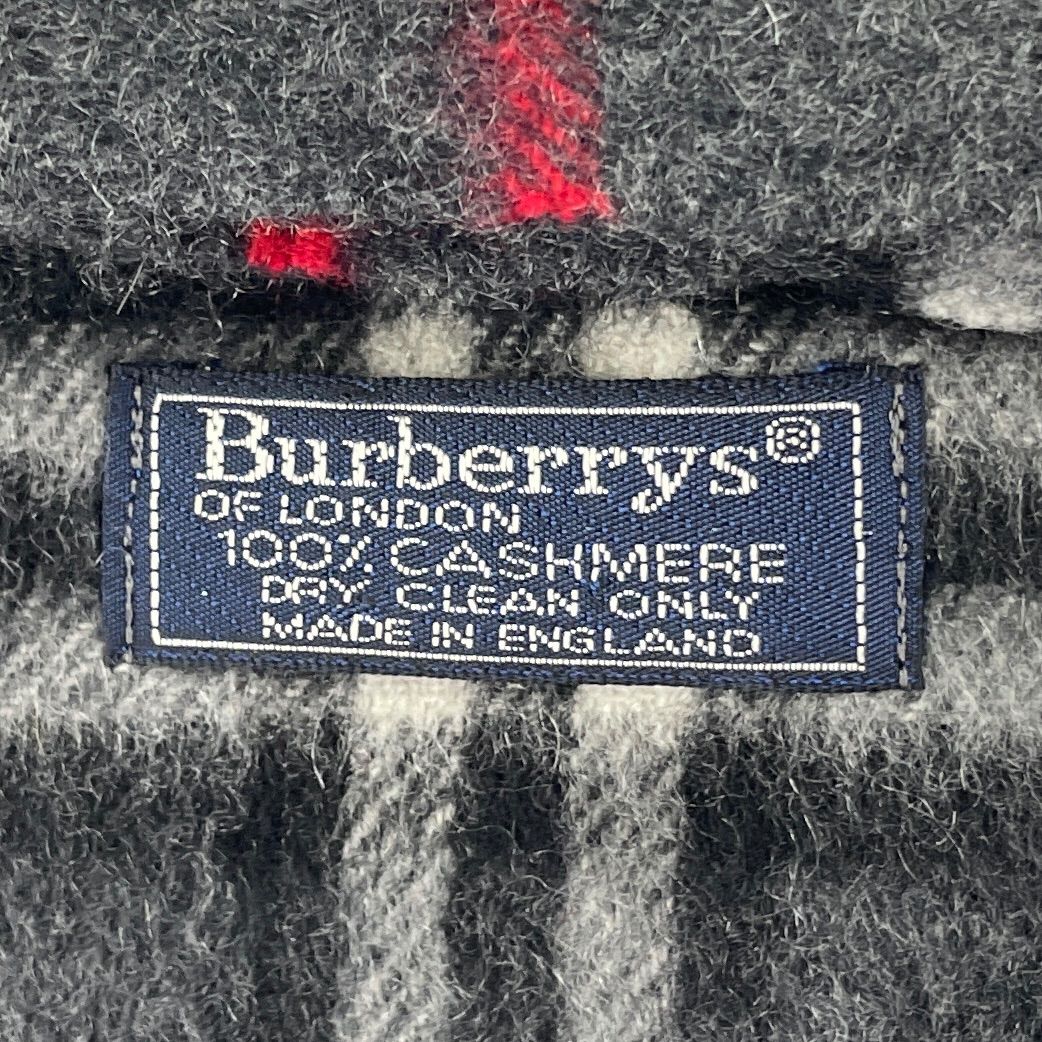 Burberrys®
OF LONDON
100% CASHMERE
DRY CLEAN ONLY
MADE IN ENGLAND